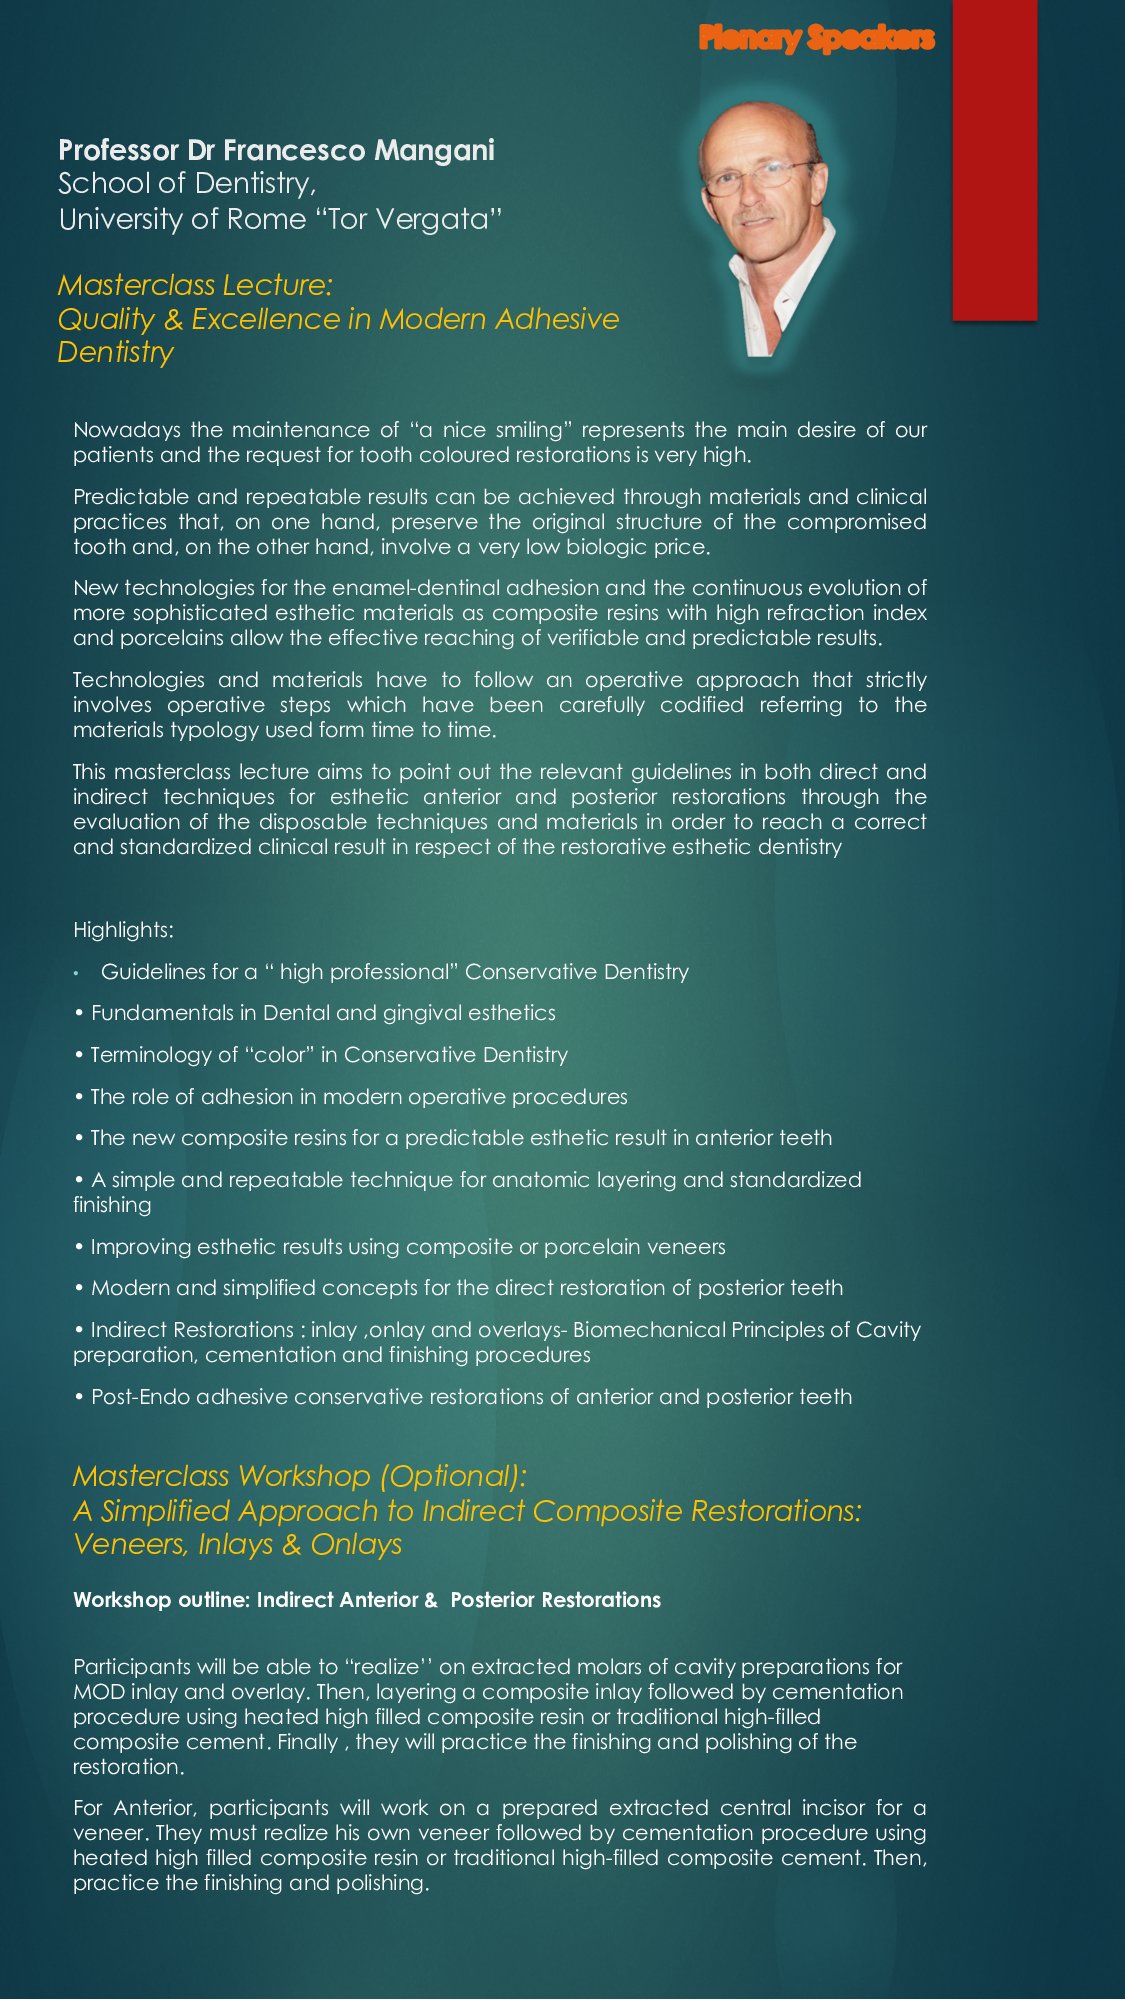 Plenary Speakers
Professor Dr Francesco Mangani
School of Dentistry,
University of Rome “Tor Vergata”
Masterclass Lecture:
Quality & Excellence in Modern Adhesive
Dentistry
Nowadays the maintenance of “a nice smiling” represents the main desire of our
patients and the request for tooth coloured restorations is very high.
Predictable and repeatable results can be achieved through materials and clinical
practices that, on one hand, preserve the original structure of the compromised
tooth and, on the other hand, involve a very low biologic price.
New technologies for the enamel-dentinal adhesion and the continuous evolution of
more sophisticated esthetic materials as composite resins with high refraction index
and porcelains allow the effective reaching of verifiable and predictable results.
Technologies and materials have to follow an operative approach that strictly
involves operative steps which have been carefully codified referring to the
materials typology used form time to time.
This masterclass lecture aims to point out the relevant guidelines in both direct and
indirect techniques for esthetic anterior and posterior restorations through the
evaluation of the disposable techniques and materials in order to reach a correct
and standardized clinical result in respect of the restorative esthetic dentistry
Highlights:
• Guidelines for a “ high professional” Conservative Dentistry
• Fundamentals in Dental and gingival esthetics
• Terminology of “color” in Conservative Dentistry
• The role of adhesion in modern operative procedures
• The new composite resins for a predictable esthetic result in anterior teeth
• A simple and repeatable technique for anatomic layering and standardized
finishing
• Improving esthetic results using composite or porcelain veneers
• Modern and simplified concepts for the direct restoration of posterior teeth
• Indirect Restorations : inlay ,onlay and overlays- Biomechanical Principles of Cavity
preparation, cementation and finishing procedures
• Post-Endo adhesive conservative restorations of anterior and posterior teeth
Masterclass Workshop (Optional):
A Simplified Approach to Indirect Composite Restorations:
Veneers, Inlays & Onlays
Workshop outline: Indirect Anterior &  Posterior Restorations
Participants will be able to “realize’’ on extracted molars of cavity preparations for
MOD inlay and overlay. Then, layering a composite inlay followed by cementation
procedure using heated high filled composite resin or traditional high-filled
composite cement. Finally , they will practice the finishing and polishing of the
restoration.
For Anterior, participants will work on a prepared extracted central incisor for a
veneer. They must realize his own veneer followed by cementation procedure using
heated high filled composite resin or traditional high-filled composite cement. Then,
practice the finishing and polishing.